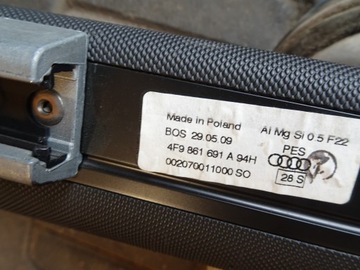 Made in Poland Al Mg Si 0.5 F22
BOS 29.05.09 PES
4F9 861 691 A 94H
002070011000 SO 28 S